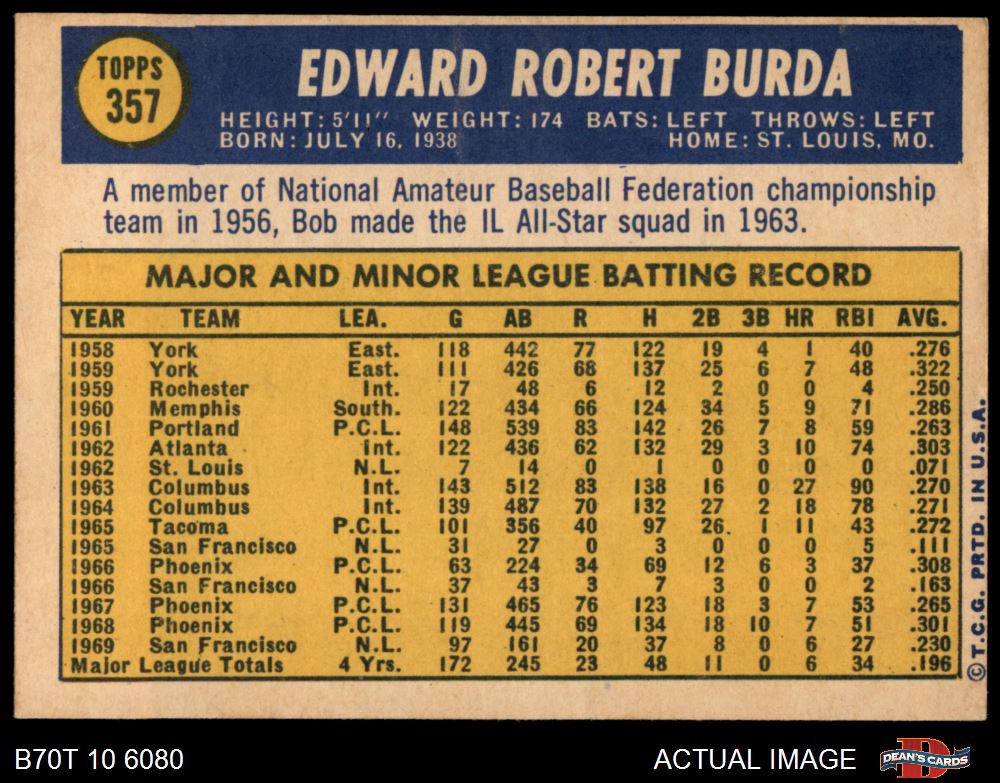 TOPPS
357
EDWARD ROBERT BURDA
HEIGHT: 5'11" WEIGHT: 174 BATS: LEFT THROWS: LEFT
BORN: JULY 16, 1938 HOME: ST. LOUIS, MO.
A member of National Amateur Baseball Federation championship
team in 1956, Bob made the IL All-Star squad in 1963.
MAJOR AND MINOR LEAGUE BATTING RECORD
YEAR TEAM LEA. G AB R H 2B 3B HR RBI AVG.
1958 York East. 118 442 77 122 19 4 1 40 .276
1959 York East. 111 426 68 137 25 6 7 48 .322
1959 Rochester Int. 17 48 6 12 2 0 0 4 .250
1960 Memphis South. 122 434 66 124 34 5 9 71 .286
1961 Portland P.C.L. 148 539 83 142 26 7 8 59 .263
1962 Atlanta Int. 122 436 62 132 29 3 10 74 .303
1962 St. Louis N.L. 7 14 0 1 0 0 0 0 .071
1963 Columbus Int. 143 512 83 138 16 0 27 90 .270
1964 Columbus Int. 139 487 70 132 27 2 18 78 .271
1965 Tacoma P.C.L. 101 356 40 97 26 1 11 43 .272
1965 San Francisco N.L. 31 27 0 3 0 0 0 5 .111
1966 Phoenix P.C.L. 63 224 34 69 12 6 3 37 .308
1966 San Francisco N.L. 37 43 3 7 3 0 0 2 .163
1967 Phoenix P.C.L. 131 465 76 123 18 3 7 53 .265
1968 Phoenix P.C.L. 119 445 69 134 18 10 7 51 .301
1969 San Francisco N.L. 97 161 20 37 8 0 6 27 .230
Major League Totals 4 Yrs. 172 245 23 48 11 0 6 34 .196
©T.C.G. PRTD. IN U.S.A.
B70T 10 6080 ACTUAL IMAGE
DEAN'S CARDS